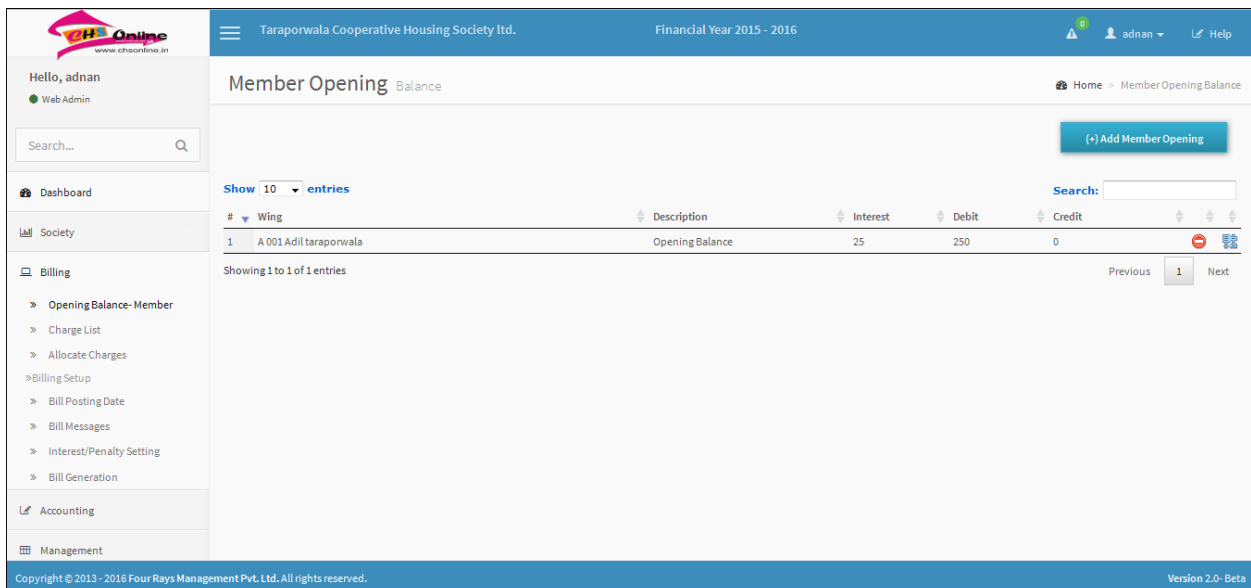 CHS Online
www.chsonline.in
Taraporwala Cooperative Housing Society ltd.
Financial Year 2015 - 2016
0
adnan
Help
Hello, adnan
Web Admin
Search...
Dashboard
Society
Billing
» Opening Balance- Member
» Charge List
» Allocate Charges
»Billing Setup
» Bill Posting Date
» Bill Messages
» Interest/Penalty Setting
» Bill Generation
Accounting
Management
Member Opening Balance
Home > Member Opening Balance
(+) Add Member Opening
Show 10 entries
Search:
# Wing Description Interest Debit Credit
1 A 001 Adil taraporwala Opening Balance 25 250 0
Showing 1 to 1 of 1 entries
Previous 1 Next
Copyright © 2013 - 2016 Four Rays Management Pvt. Ltd. All rights reserved.
Version 2.0- Beta